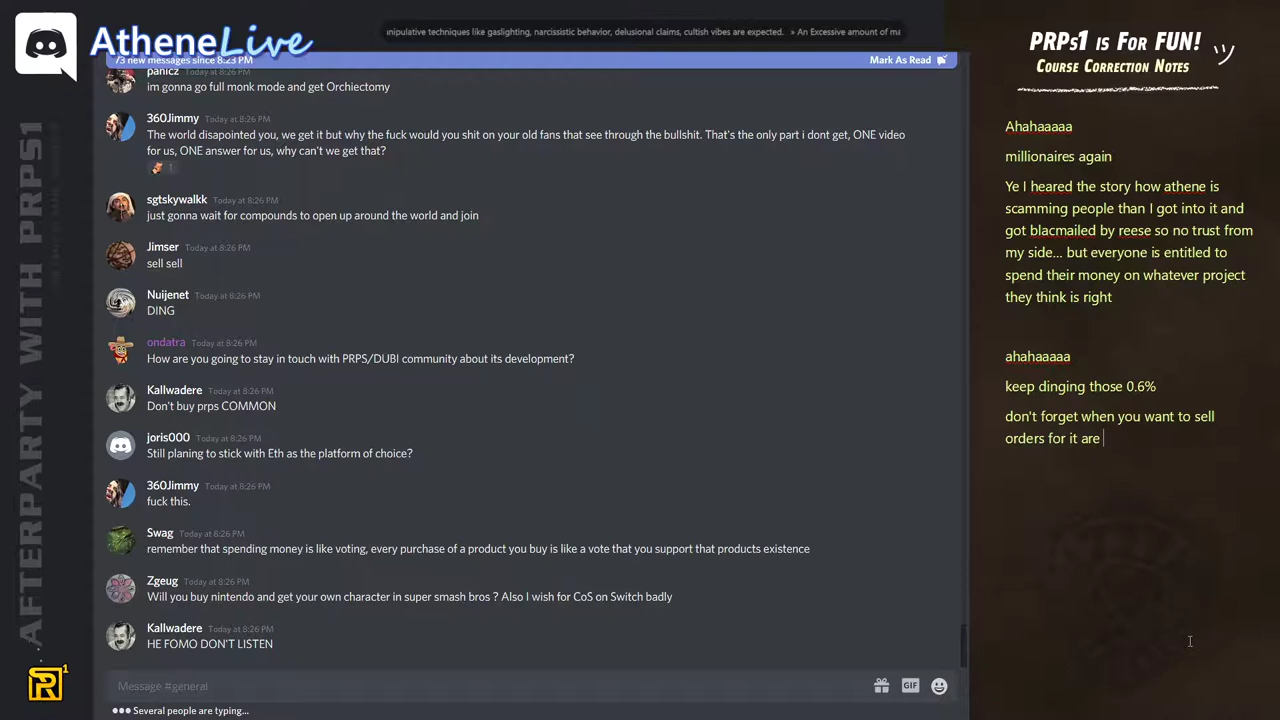 AtheneLive
nipulative techniques like gaslighting, narcissistic behavior, delusional claims, cultish vibes are expected. » An Excessive amount of ma
73 new messages since 8:23 PM
Mark As Read
panicz Today at 8:26 PM
im gonna go full monk mode and get Orchiectomy
360Jimmy Today at 8:26 PM
The world disapointed you, we get it but why the fuck would you shit on your old fans that see through the bullshit. That's the only part i dont get, ONE video
for us, ONE answer for us, why can't we get that?
1
sgtskywalkk Today at 8:26 PM
just gonna wait for compounds to open up around the world and join
Jimser Today at 8:26 PM
sell sell
Nuijenet Today at 8:26 PM
DING
ondatra Today at 8:26 PM
How are you going to stay in touch with PRPS/DUBI community about its development?
Kallwadere Today at 8:26 PM
Don't buy prps COMMON
joris000 Today at 8:26 PM
Still planing to stick with Eth as the platform of choice?
360Jimmy Today at 8:26 PM
fuck this.
Swag Today at 8:26 PM
remember that spending money is like voting, every purchase of a product you buy is like a vote that you support that products existence
Zgeug Today at 8:26 PM
Will you buy nintendo and get your own character in super smash bros ? Also I wish for CoS on Switch badly
Kallwadere Today at 8:26 PM
HE FOMO DON'T LISTEN
Message #general
GIF
Several people are typing...
AFTERPARTY WITH PRPS1
R1
PRPs1 is For FUN! ツ
Course Correction Notes
Ahahaaaaa
millionaires again
Ye I heared the story how athene is
scamming people than I got into it and
got blacmailed by reese so no trust from
my side... but everyone is entitled to
spend their money on whatever project
they think is right
ahahaaaaa
keep dinging those 0.6%
don't forget when you want to sell
orders for it are